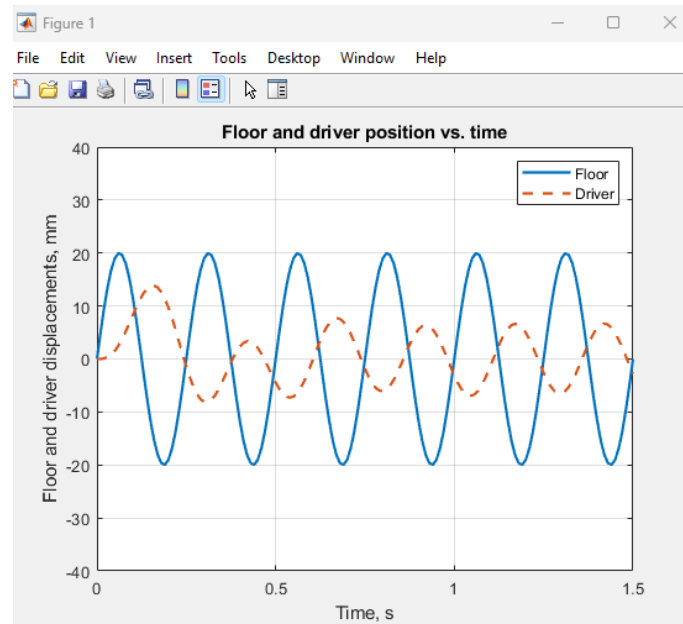 Figure 1
File Edit View Insert Tools Desktop Window Help
Floor and driver position vs. time
Floor
Driver
40
30
20
10
0
-10
-20
-30
-40
Floor and driver displacements, mm
0 0.5 1 1.5
Time, s